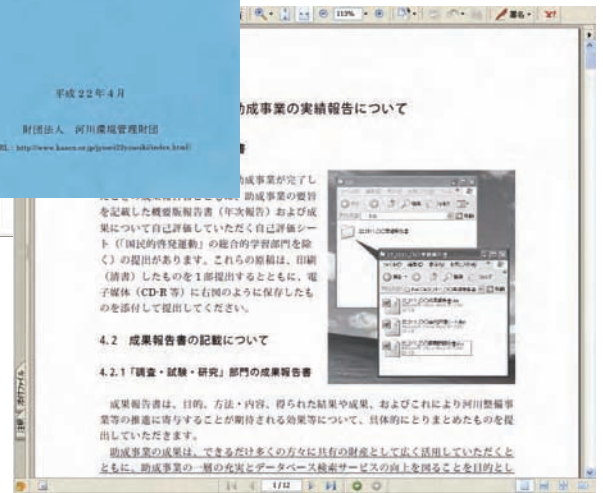 113%
署名
平成22年4月
財団法人 河川環境管理財団
助成事業の実績報告について
助成事業が完了し
助成事業の要旨
を記載した概要版報告書（年次報告）および成
果について自己評価していただく自己評価シー
ト（「国民的啓発運動」の総合的学習部門を除
く）の提出があります。これらの原稿は、印刷
（清書）したものを1部提出するとともに、電
子媒体（CD-R 等）に右図のように保存したも
のを添付して提出してください。
4.2 成果報告書の記載について
4.2.1「調査・試験・研究」部門の成果報告書
成果報告書は、目的、方法・内容、得られた結果や成果、およびこれにより河川整備事
業等の推進に寄与することが期待される効果等について、具体的にとりまとめたものを提
出していただきます。
助成事業の成果は、できるだけ多くの方々に共有の財産として広く活用していただくと
ともに、助成事業の一層の充実とデータベース検索サービスの向上を図ることを目的とし
1/12